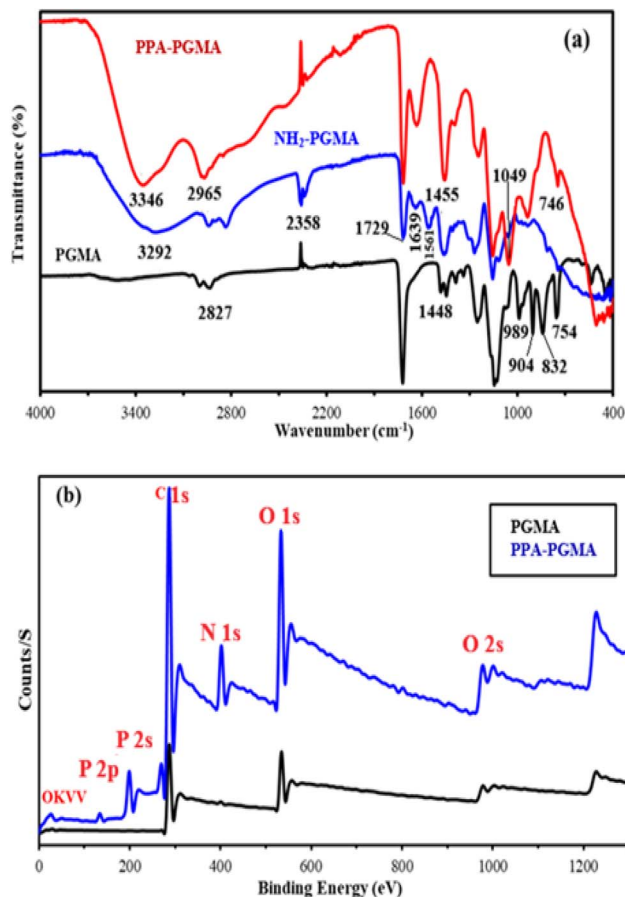 (a)
PPA-PGMA
NH2-PGMA
PGMA
3346
2965
3292
2827
2358
1729
1639
1561
1455
1448
1049
989
904
832
746
754
Transmittance (%)
4000 3400 2800 2200 1600 1000 400
Wavenumber (cm-1)
(b)
C 1s
O 1s
N 1s
O 2s
P 2s
P 2p
OKVV
PGMA
PPA-PGMA
Counts/S
0 200 400 600 800 1000 1200
Binding Energy (eV)